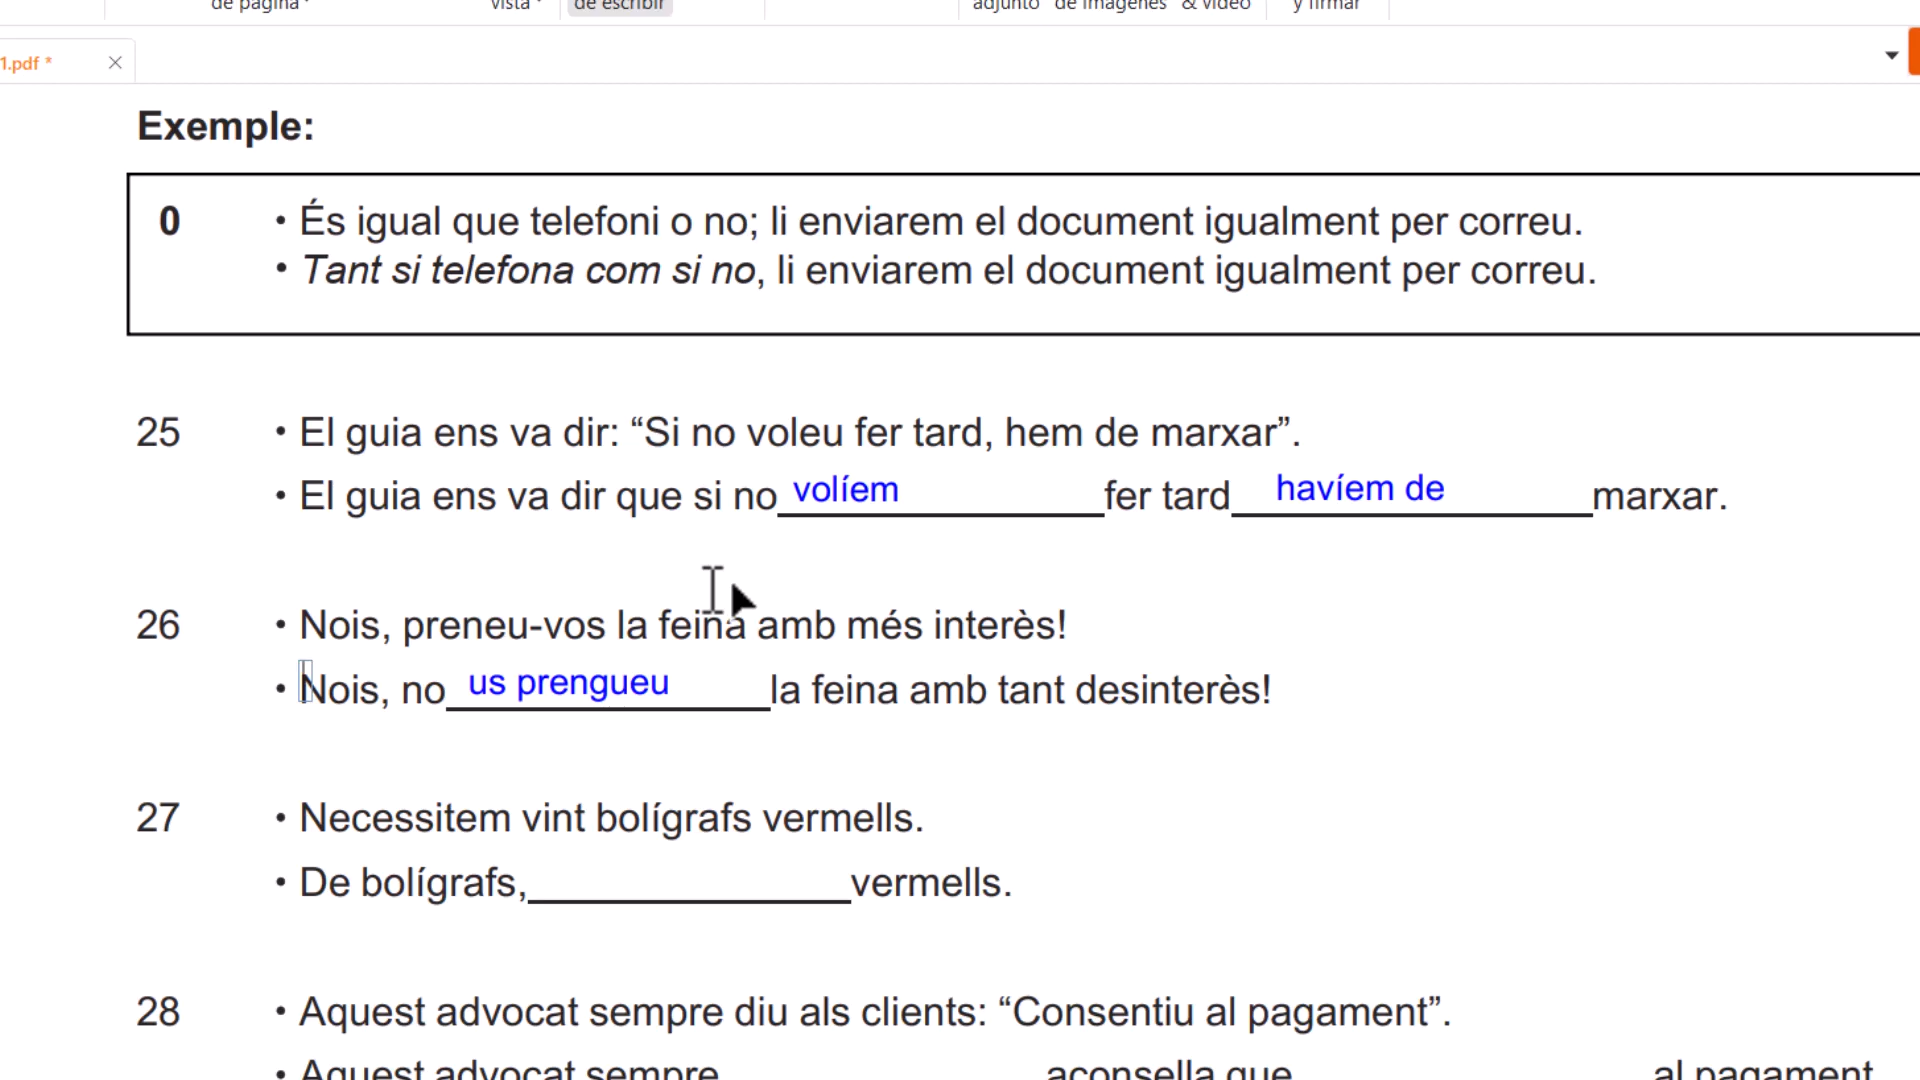 de página
vista
de escribir
adjunto de imágenes & vídeo
y firmar
1.pdf *
Exemple:
0 • És igual que telefoni o no; li enviarem el document igualment per correu.
• Tant si telefona com si no, li enviarem el document igualment per correu.
25 • El guia ens va dir: “Si no voleu fer tard, hem de marxar”.
• El guia ens va dir que si no volíem fer tard havíem de marxar.
26 • Nois, preneu-vos la feina amb més interès!
• Nois, no us prengueu la feina amb tant desinterès!
27 • Necessitem vint bolígrafs vermells.
• De bolígrafs, vermells.
28 • Aquest advocat sempre diu als clients: “Consentiu al pagament”.
• Aquest advocat sempre aconsella que al pagament